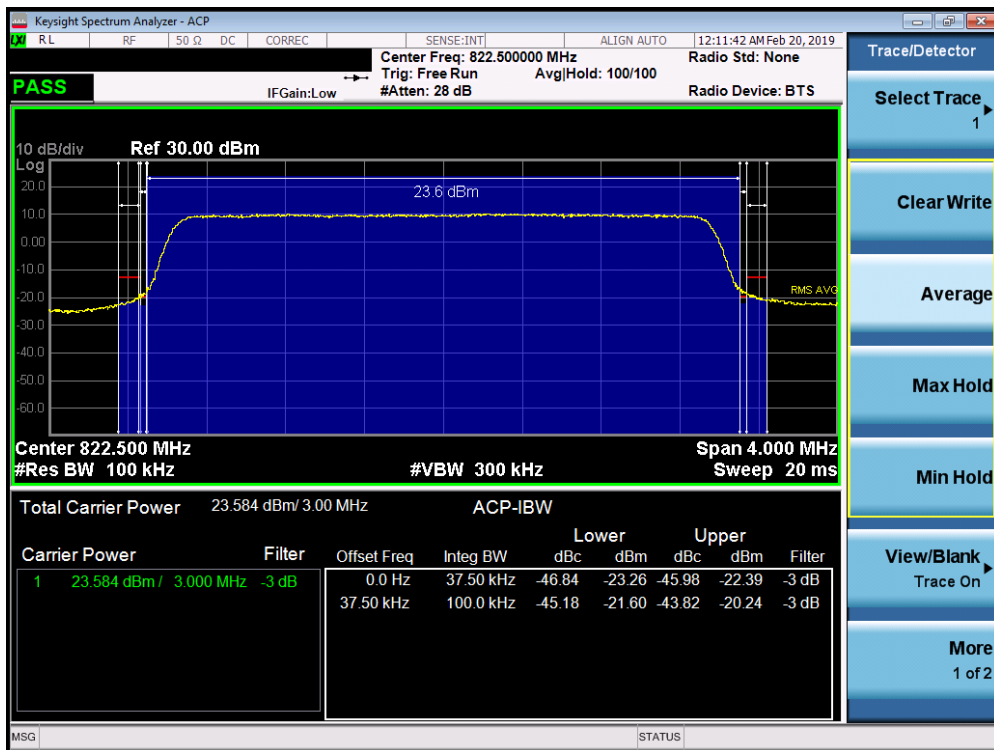 Keysight Spectrum Analyzer - ACP
LXI RL RF 50 Ω DC CORREC SENSE:INT ALIGN AUTO 12:11:42 AM Feb 20, 2019
Center Freq: 822.500000 MHz Radio Std: None
Trig: Free Run Avg|Hold: 100/100
PASS IFGain:Low #Atten: 28 dB Radio Device: BTS
10 dB/div Ref 30.00 dBm
Log
20.0
23.6 dBm
10.0
0.00
-10.0
-20.0
RMS AVG
-30.0
-40.0
-50.0
-60.0
Center 822.500 MHz Span 4.000 MHz
#Res BW 100 kHz #VBW 300 kHz Sweep 20 ms
Total Carrier Power 23.584 dBm/ 3.00 MHz ACP-IBW
Lower Upper
Carrier Power Filter Offset Freq Integ BW dBc dBm dBc dBm Filter
1 23.584 dBm / 3.000 MHz -3 dB 0.0 Hz 37.50 kHz -46.84 -23.26 -45.98 -22.39 -3 dB
37.50 kHz 100.0 kHz -45.18 -21.60 -43.82 -20.24 -3 dB
MSG STATUS
Trace/Detector
Select Trace
1
Clear Write
Average
Max Hold
Min Hold
View/Blank
Trace On
More
1 of 2